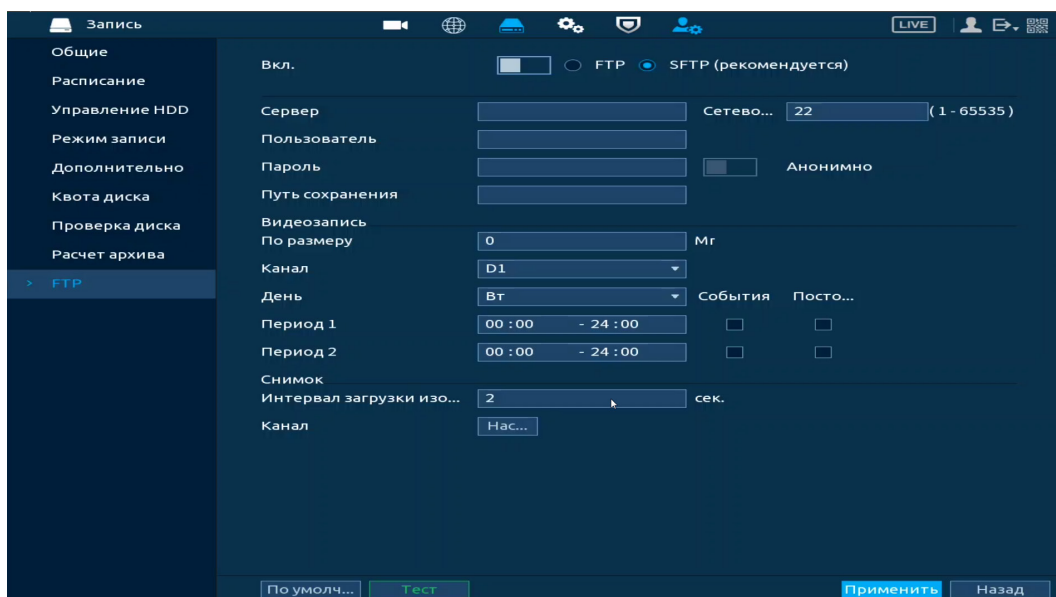 Запись
LIVE
Общие
Расписание
Управление HDD
Режим записи
Дополнительно
Квота диска
Проверка диска
Расчет архива
> FTP
Вкл. FTP SFTP (рекомендуется)
Сервер Сетево... 22 (1-65535)
Пользователь
Пароль Анонимно
Путь сохранения
Видеозапись
По размеру 0 Мг
Канал D1
День Вт События Посто...
Период 1 00:00 - 24:00
Период 2 00:00 - 24:00
Снимок
Интервал загрузки изо... 2 сек.
Канал Нас...
По умолч... Тест Применить Назад